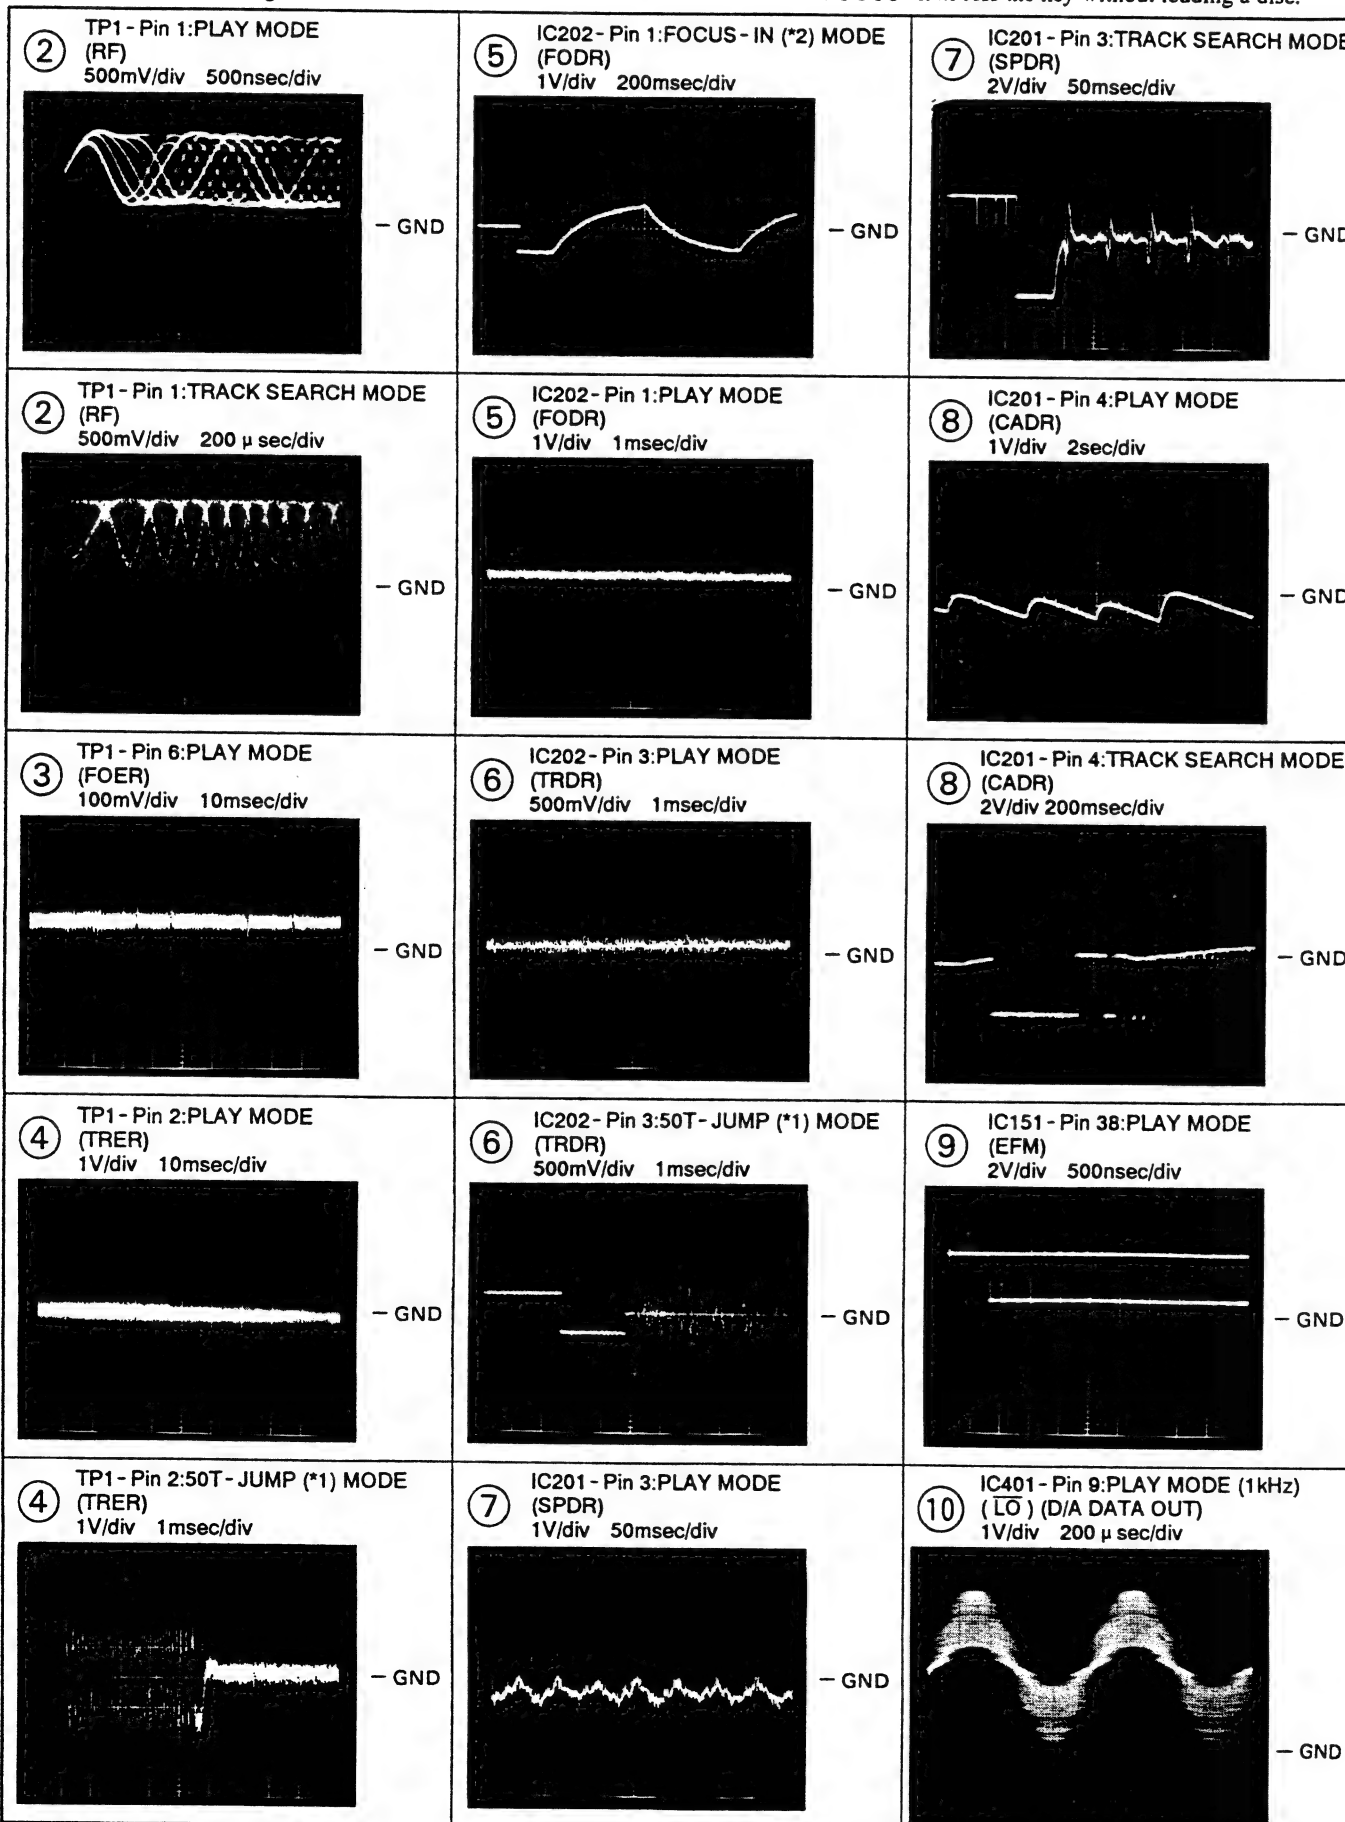 the key without loading a disc.
② TP1-Pin 1:PLAY MODE
(RF)
500mV/div 500nsec/div
– GND
⑤ IC202-Pin 1:FOCUS-IN (*2) MODE
(FODR)
1V/div 200msec/div
– GND
⑦ IC201-Pin 3:TRACK SEARCH MODE
(SPDR)
2V/div 50msec/div
– GND
② TP1-Pin 1:TRACK SEARCH MODE
(RF)
500mV/div 200 μ sec/div
– GND
⑤ IC202-Pin 1:PLAY MODE
(FODR)
1V/div 1msec/div
– GND
⑧ IC201-Pin 4:PLAY MODE
(CADR)
1V/div 2sec/div
– GND
③ TP1-Pin 6:PLAY MODE
(FOER)
100mV/div 10msec/div
– GND
⑥ IC202-Pin 3:PLAY MODE
(TRDR)
500mV/div 1msec/div
– GND
⑧ IC201-Pin 4:TRACK SEARCH MODE
(CADR)
2V/div 200msec/div
– GND
④ TP1-Pin 2:PLAY MODE
(TRER)
1V/div 10msec/div
– GND
⑥ IC202-Pin 3:50T-JUMP (*1) MODE
(TRDR)
500mV/div 1msec/div
– GND
⑨ IC151-Pin 38:PLAY MODE
(EFM)
2V/div 500nsec/div
– GND
④ TP1-Pin 2:50T-JUMP (*1) MODE
(TRER)
1V/div 1msec/div
– GND
⑦ IC201-Pin 3:PLAY MODE
(SPDR)
1V/div 50msec/div
– GND
⑩ IC401-Pin 9:PLAY MODE (1kHz)
(L̅O̅) (D/A DATA OUT)
1V/div 200 μ sec/div
– GND